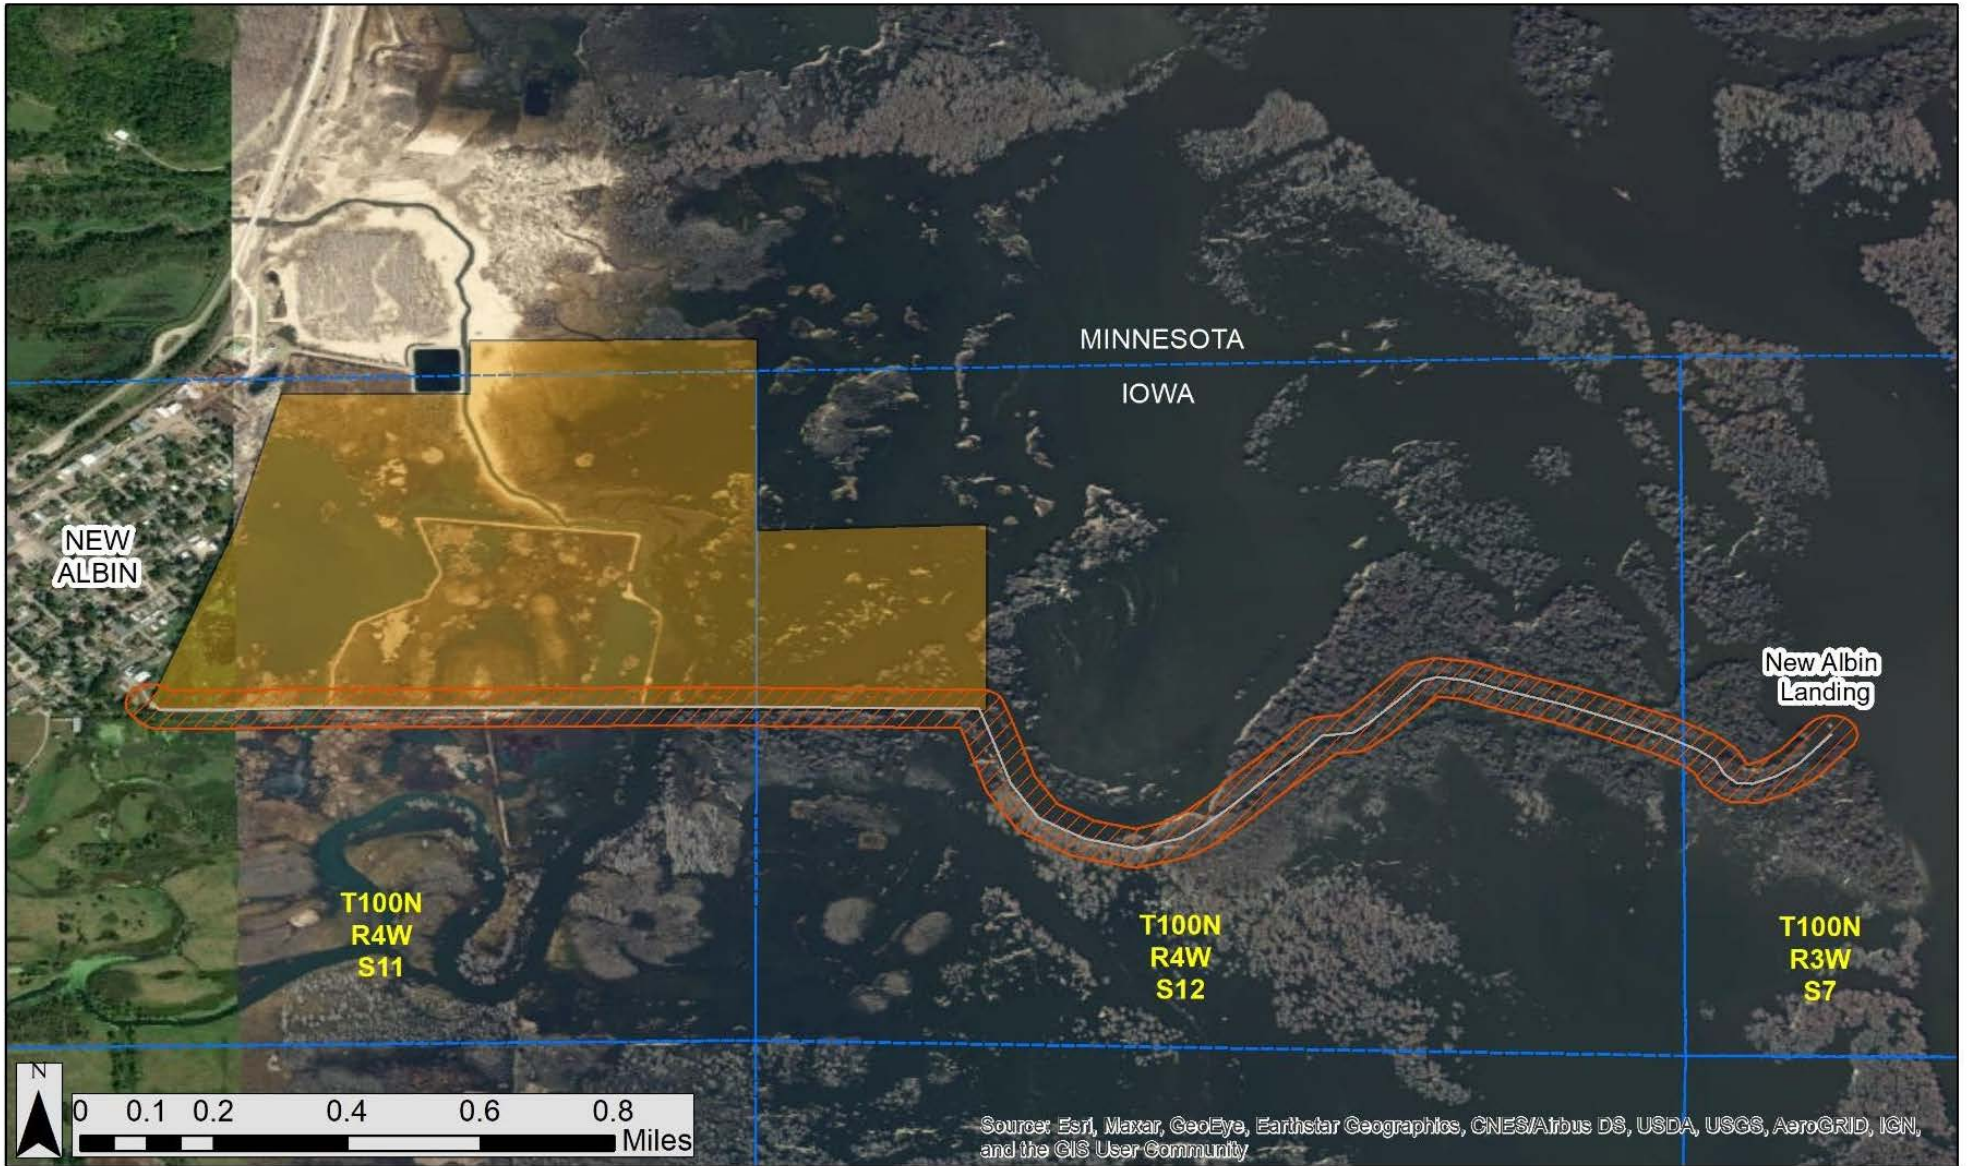 MINNESOTA
IOWA
NEW
ALBIN
New Albin
Landing
T100N
R4W
S11
T100N
R4W
S12
T100N
R3W
S7
N
0 0.1 0.2 0.4 0.6 0.8
Miles
Source: Esri, Maxar, GeoEye, Earthstar Geographics, CNES/Airbus DS, USDA, USGS, AeroGRID, IGN,
and the GIS User Community